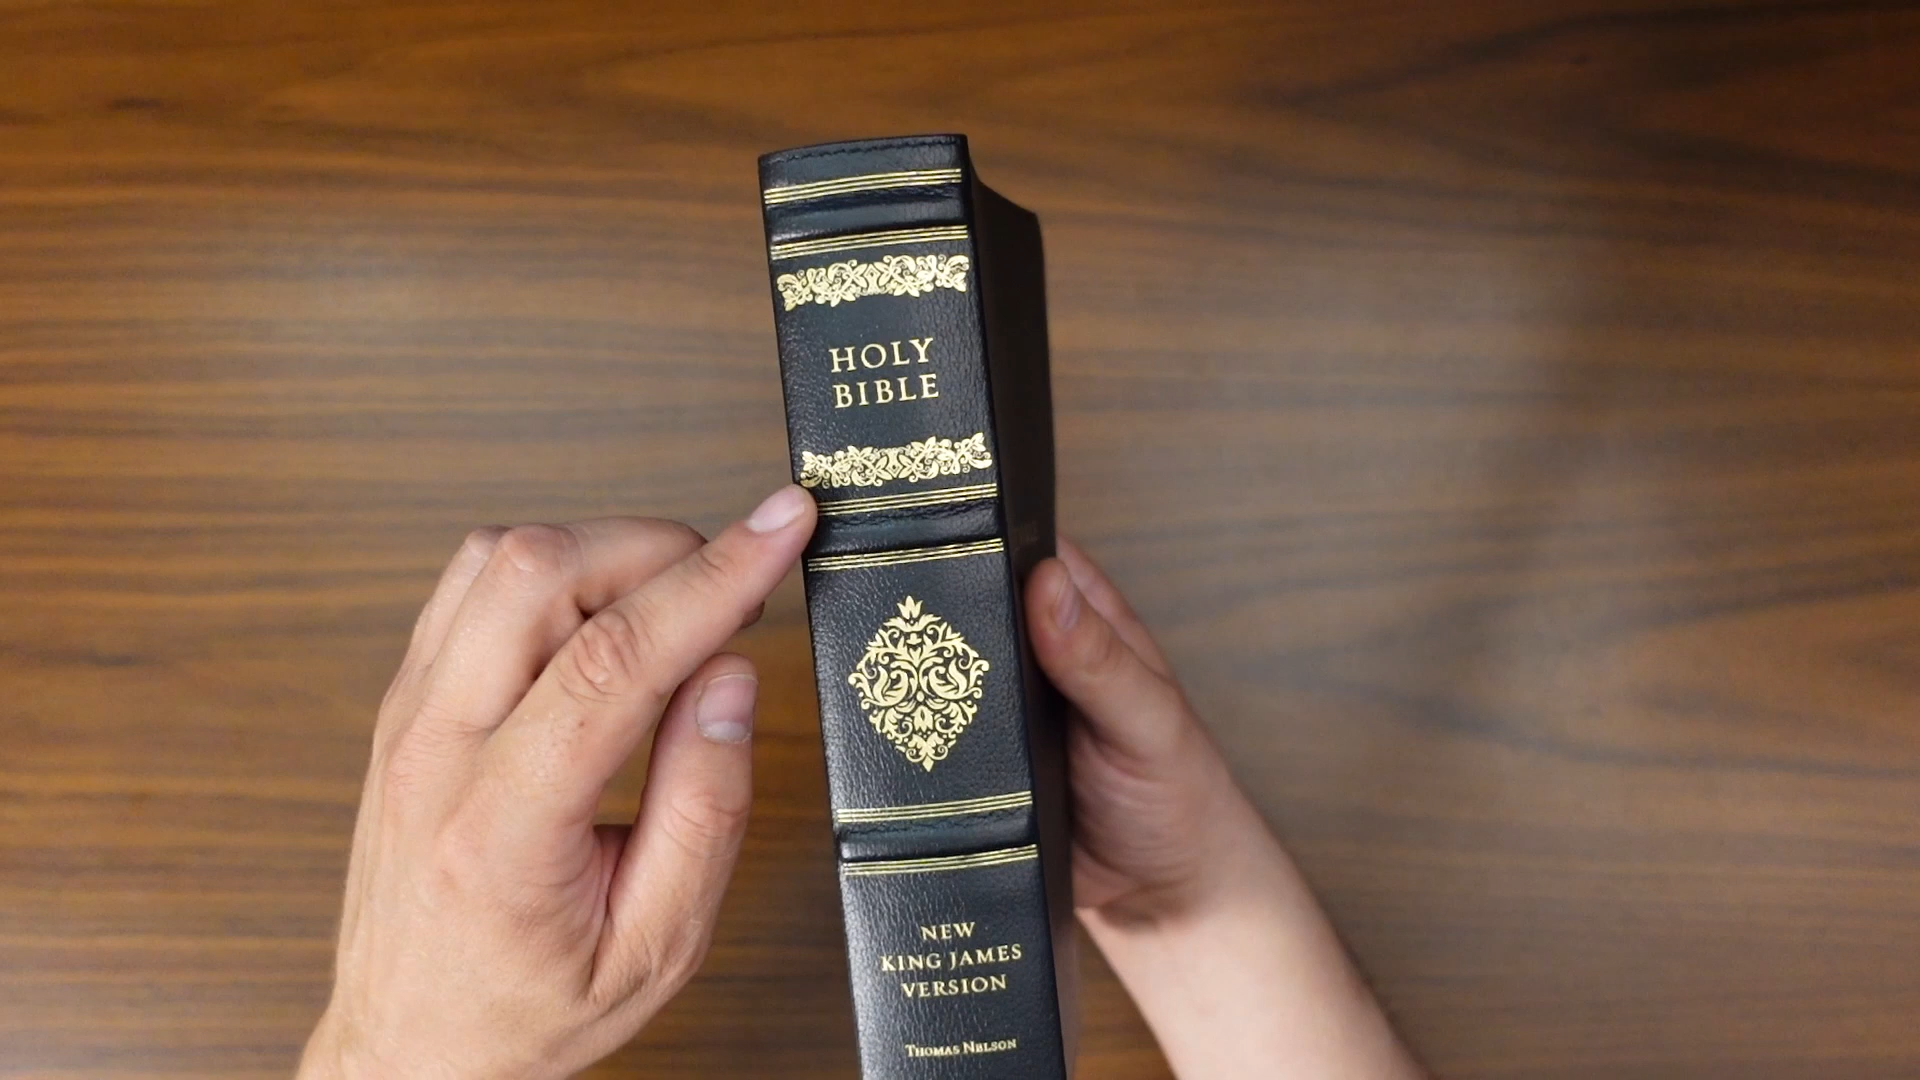 HOLY
BIBLE
NEW
KING JAMES
VERSION
THOMAS NELSON